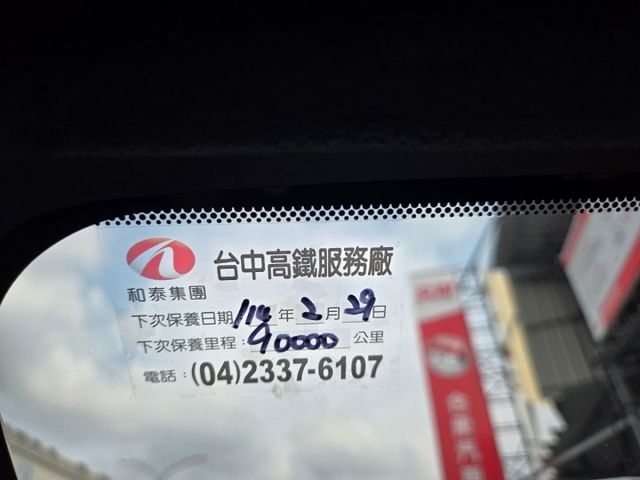 台中高鐵服務廠
和泰集團
下次保養日期 114 年 2 月 29 日
下次保養里程: 90000 公里
電話: (04)2337-6107